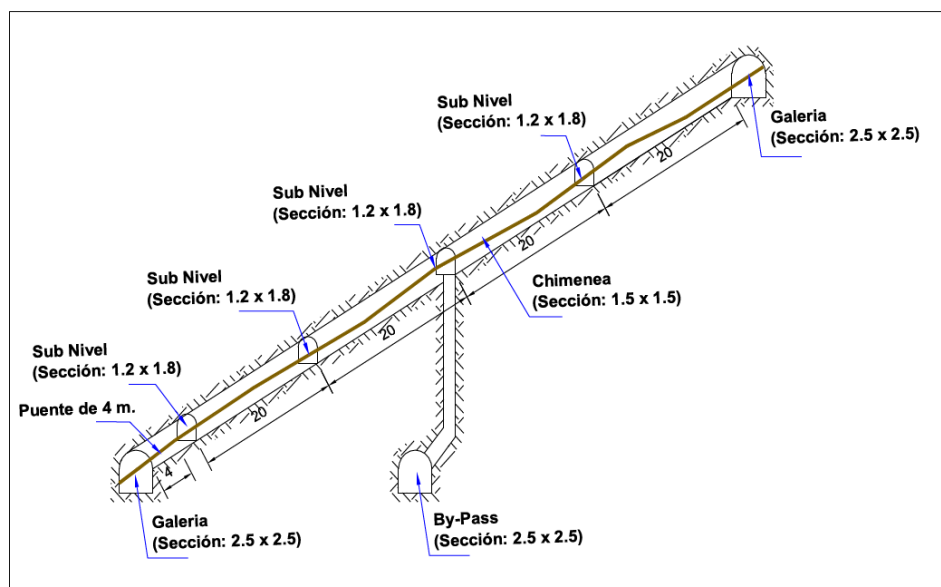 Sub Nivel
(Sección: 1.2 x 1.8)
Galeria
(Sección: 2.5 x 2.5)
20
Sub Nivel
(Sección: 1.2 x 1.8)
20
Chimenea
(Sección: 1.5 x 1.5)
Sub Nivel
(Sección: 1.2 x 1.8)
20
Sub Nivel
(Sección: 1.2 x 1.8)
20
Puente de 4 m.
4
Galeria
(Sección: 2.5 x 2.5)
By-Pass
(Sección: 2.5 x 2.5)